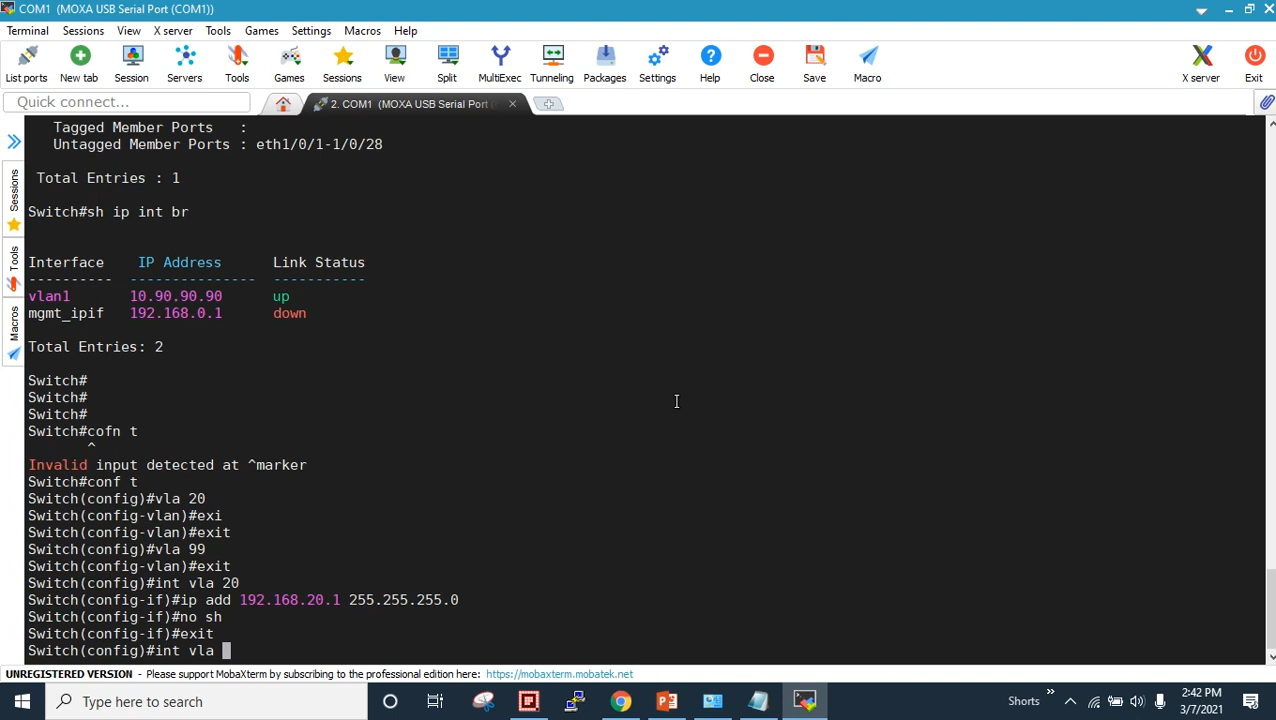 COM1 (MOXA USB Serial Port (COM1))
Terminal Sessions View X server Tools Games Settings Macros Help
List ports New tab Session Servers Tools Games Sessions View Split MultiExec Tunneling Packages Settings Help Close Save Macro X server Exit
Quick connect...
2. COM1 (MOXA USB Serial Port (
Sessions
Tools
Macros
Tagged Member Ports :
Untagged Member Ports : eth1/0/1-1/0/28
Total Entries : 1
Switch#sh ip int br
Interface IP Address Link Status
---------- --------------- -----------
vlan1 10.90.90.90 up
mgmt_ipif 192.168.0.1 down
Total Entries: 2
Switch#
Switch#
Switch#
Switch#cofn t
^
Invalid input detected at ^marker
Switch#conf t
Switch(config)#vla 20
Switch(config-vlan)#exi
Switch(config-vlan)#exit
Switch(config)#vla 99
Switch(config-vlan)#exit
Switch(config)#int vla 20
Switch(config-if)#ip add 192.168.20.1 255.255.255.0
Switch(config-if)#no sh
Switch(config-if)#exit
Switch(config)#int vla
UNREGISTERED VERSION - Please support MobaXterm by subscribing to the professional edition here: https://mobaxterm.mobatek.net
Type here to search
Shorts
2:42 PM
3/7/2021